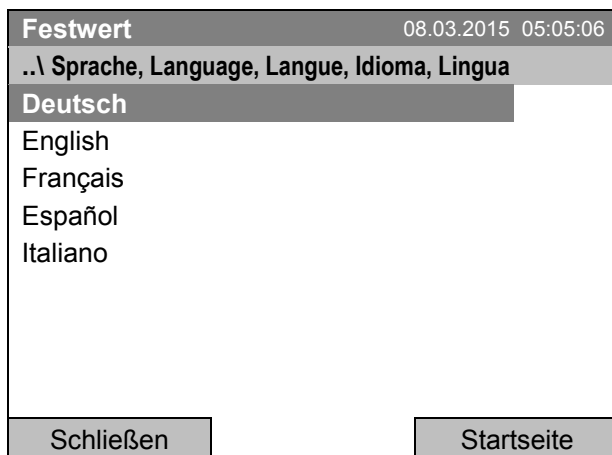 Festwert 08.03.2015 05:05:06
..\ Sprache, Language, Langue, Idioma, Lingua
Deutsch
English
Français
Español
Italiano
Schließen Startseite